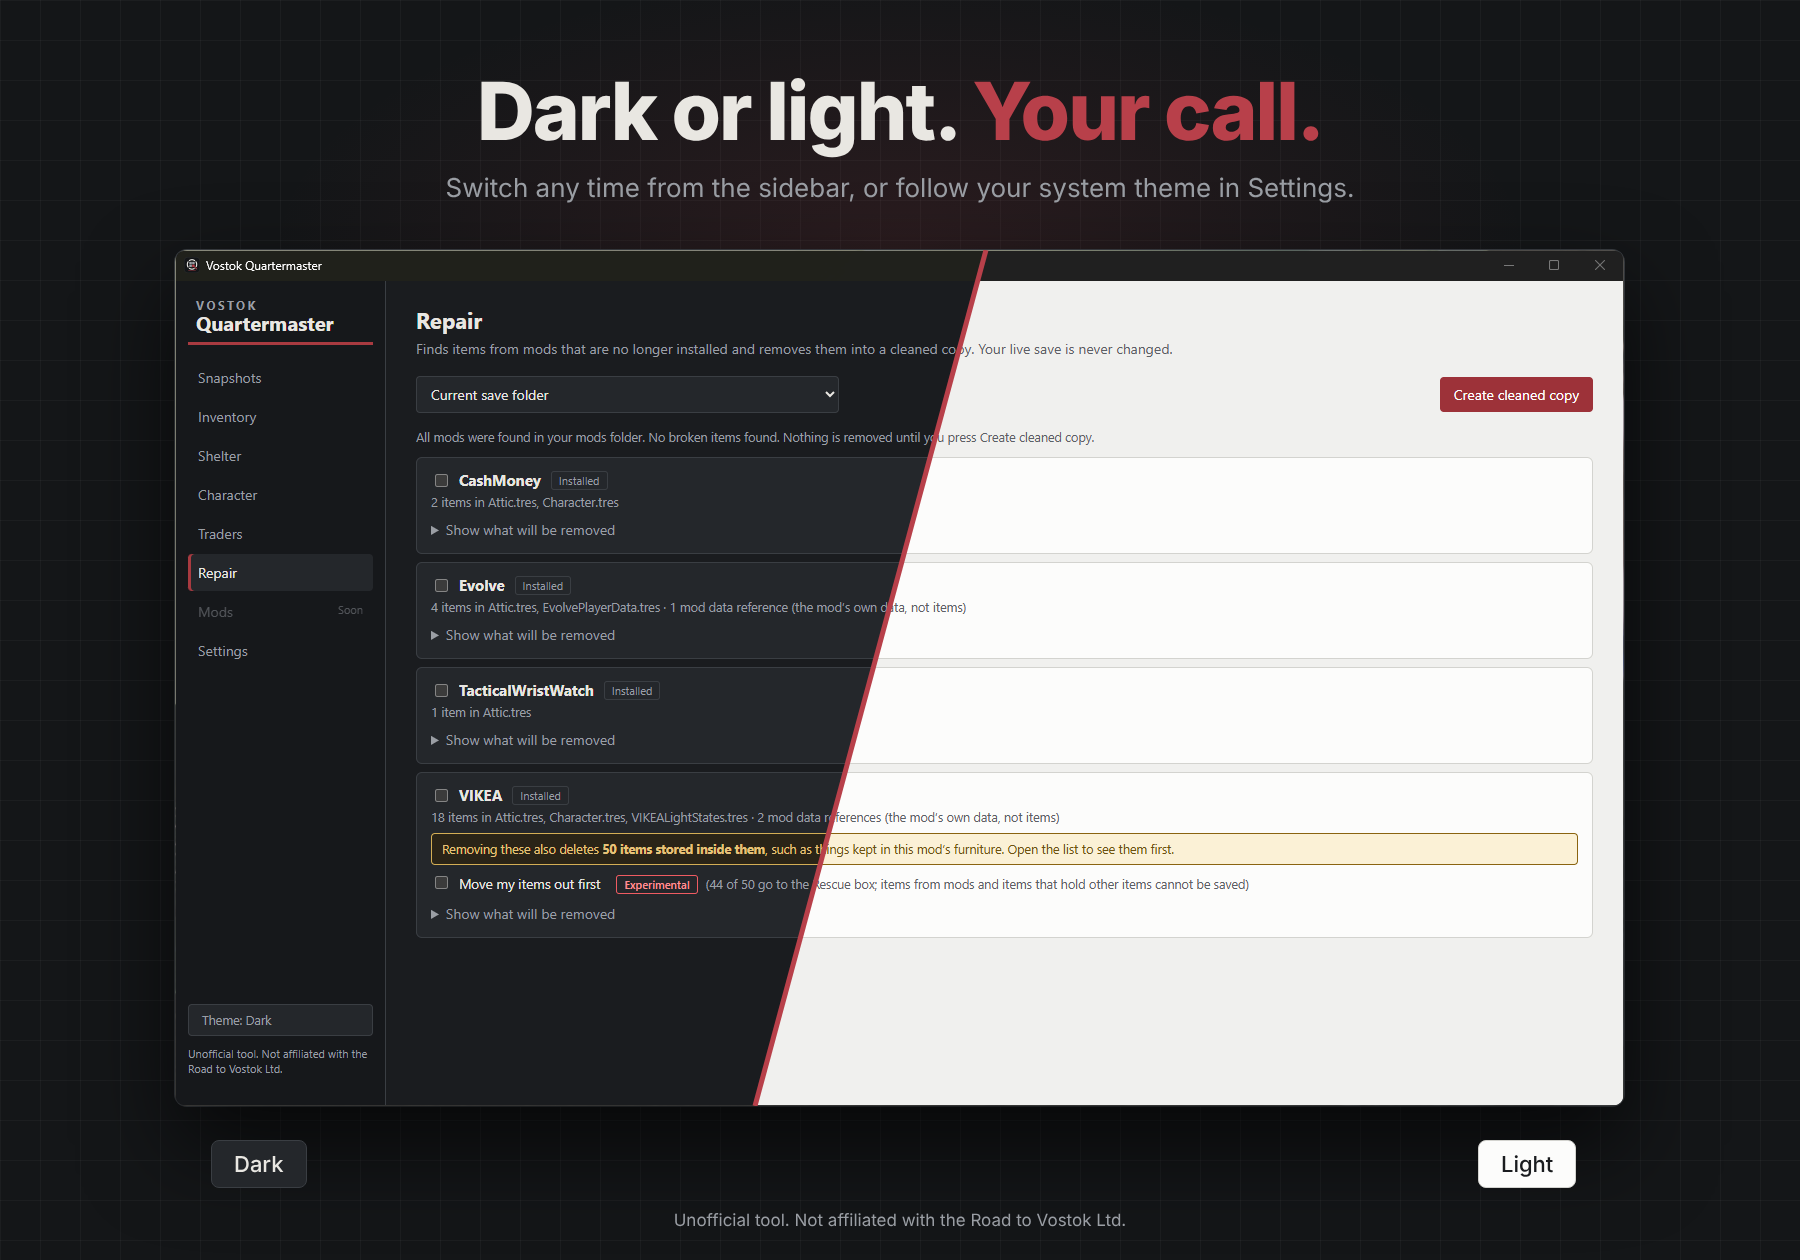 Dark or light. Your call.
Switch any time from the sidebar, or follow your system theme in Settings.
Vostok Quartermaster
VOSTOK
Quartermaster
Snapshots
Inventory
Shelter
Character
Traders
Repair
Mods Soon
Settings
Theme: Dark
Unofficial tool. Not affiliated with the
Road to Vostok Ltd.
Repair
Finds items from mods that are no longer installed and removes them into a cleaned copy. Your live save is never changed.
Current save folder
Create cleaned copy
All mods were found in your mods folder. No broken items found. Nothing is removed until you press Create cleaned copy.
CashMoney Installed
2 items in Attic.tres, Character.tres
Show what will be removed
Evolve Installed
4 items in Attic.tres, EvolvePlayerData.tres · 1 mod data reference (the mod's own data, not items)
Show what will be removed
TacticalWristWatch Installed
1 item in Attic.tres
Show what will be removed
VIKEA Installed
18 items in Attic.tres, Character.tres, VIKEALightStates.tres · 2 mod data references (the mod's own data, not items)
Removing these also deletes 50 items stored inside them, such as things kept in this mod's furniture. Open the list to see them first.
Move my items out first Experimental (44 of 50 go to the Rescue box; items from mods and items that hold other items cannot be saved)
Show what will be removed
Dark
Light
Unofficial tool. Not affiliated with the Road to Vostok Ltd.